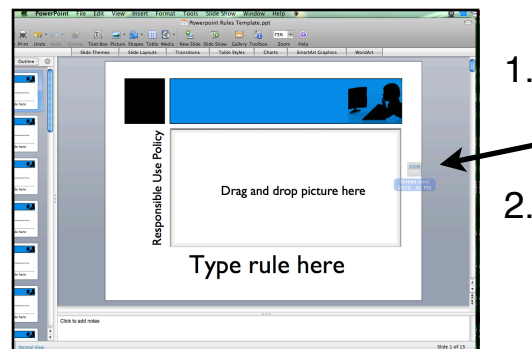 PowerPoint File Edit View Insert Format Tools Slide Show Window Help
Powerpoint Rules Template.ppt
Print Undo Format Text Box Picture Shapes Table Media New Slide Slide Show Gallery Toolbox Zoom Help
75%
Slide Themes Slide Layouts Transitions Table Styles Charts SmartArt Graphics WordArt
Outline
Responsible Use Policy
Drag and drop picture here
Type rule here
Click to add notes
Normal View
Slide 1 of 15
1.
2.